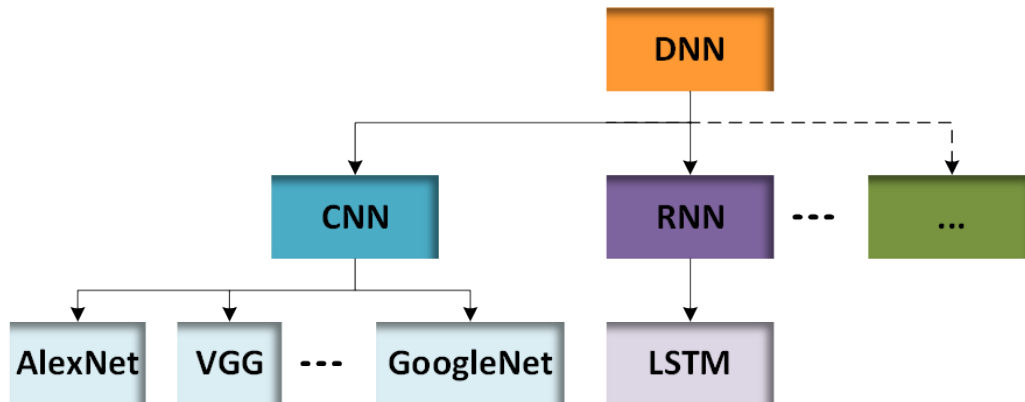 DNN
CNN
RNN
---
...
AlexNet
VGG
---
GoogleNet
LSTM